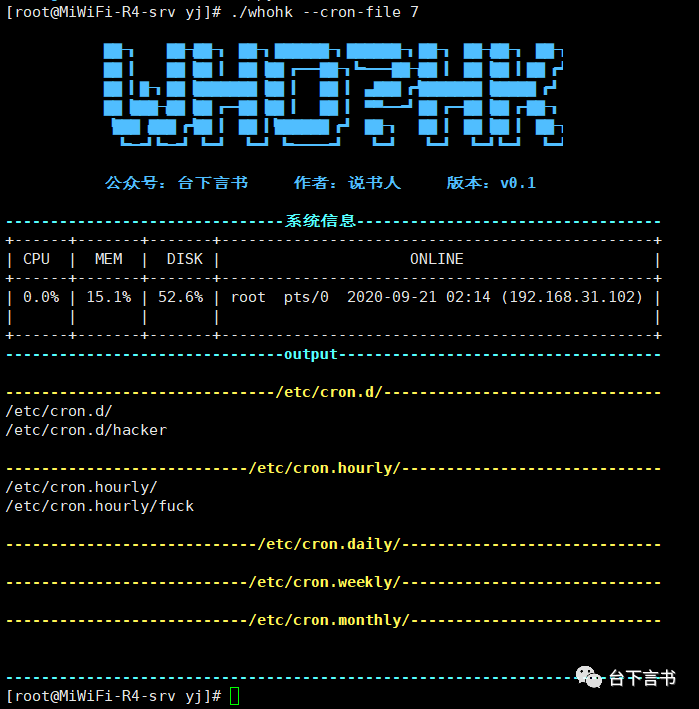 [root@MiWiFi-R4-srv yj]# ./whohk --cron-file 7
WHOHK
公众号：台下言书 作者：说书人 版本：v0.1
-------------------------------系统信息----------------------------------
+------+-------+-------+------------------------------------------------+
| CPU | MEM | DISK | ONLINE |
+------+-------+-------+------------------------------------------------+
| 0.0% | 15.1% | 52.6% | root pts/0 2020-09-21 02:14 (192.168.31.102) |
| | | | |
+------+-------+-------+------------------------------------------------+
-------------------------------output------------------------------------
------------------------------/etc/cron.d/-------------------------------
/etc/cron.d/
/etc/cron.d/hacker
---------------------------/etc/cron.hourly/-----------------------------
/etc/cron.hourly/
/etc/cron.hourly/fuck
----------------------------/etc/cron.daily/-----------------------------
---------------------------/etc/cron.weekly/-----------------------------
---------------------------/etc/cron.monthly/----------------------------
-------------------------------------------------------------------------
台下言书
[root@MiWiFi-R4-srv yj]#